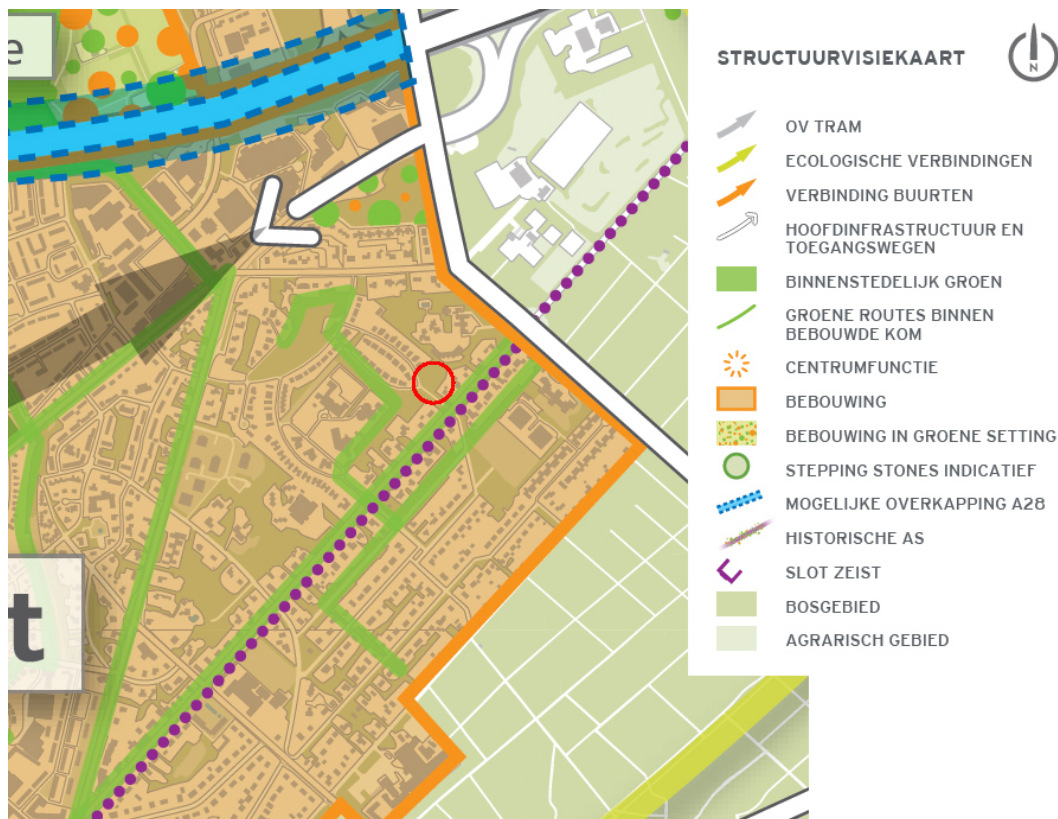 e
t
STRUCTUURVISIEKAART
N
OV TRAM
ECOLOGISCHE VERBINDINGEN
VERBINDING BUURTEN
HOOFDINFRASTRUCTUUR EN
TOEGANGSWEGEN
BINNENSTEDELIJK GROEN
GROENE ROUTES BINNEN
BEBOUWDE KOM
CENTRUMFUNCTIE
BEBOUWING
BEBOUWING IN GROENE SETTING
STEPPING STONES INDICATIEF
MOGELIJKE OVERKAPPING A28
HISTORISCHE AS
SLOT ZEIST
BOSGEBIED
AGRARISCH GEBIED